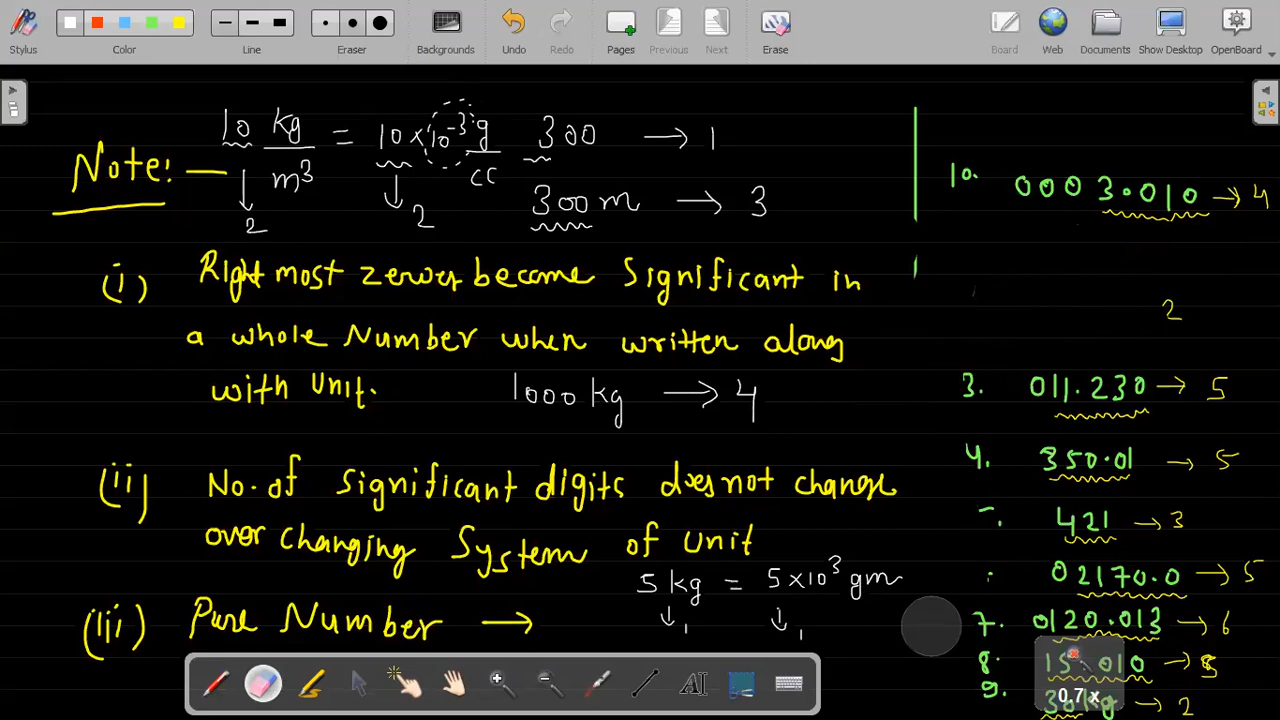 Stylus
Color
Line
Eraser
Backgrounds
Undo
Redo
Pages
Previous
Next
Erase
Board
Web
Documents
Show Desktop
OpenBoard
Note:-
10 kg/m³ = 10×10⁻³ g/cc
2
2
300 → 1
300 m → 3
(i) Right most zeroes become significant in
a whole Number when written along
with unit.
1000 kg → 4
(ii) No. of significant digits does not change
over changing System of unit
5 kg = 5×10³ gm
1
1
(iii) Pure Number →
10. 0003.010 → 4
2
3. 011.230 → 5
4. 350.01 → 5
421 → 3
02170.0 → 5
7. 0120.013 → 6
8. 15.010 → 5
9. 30 kg → 2
0.7 x